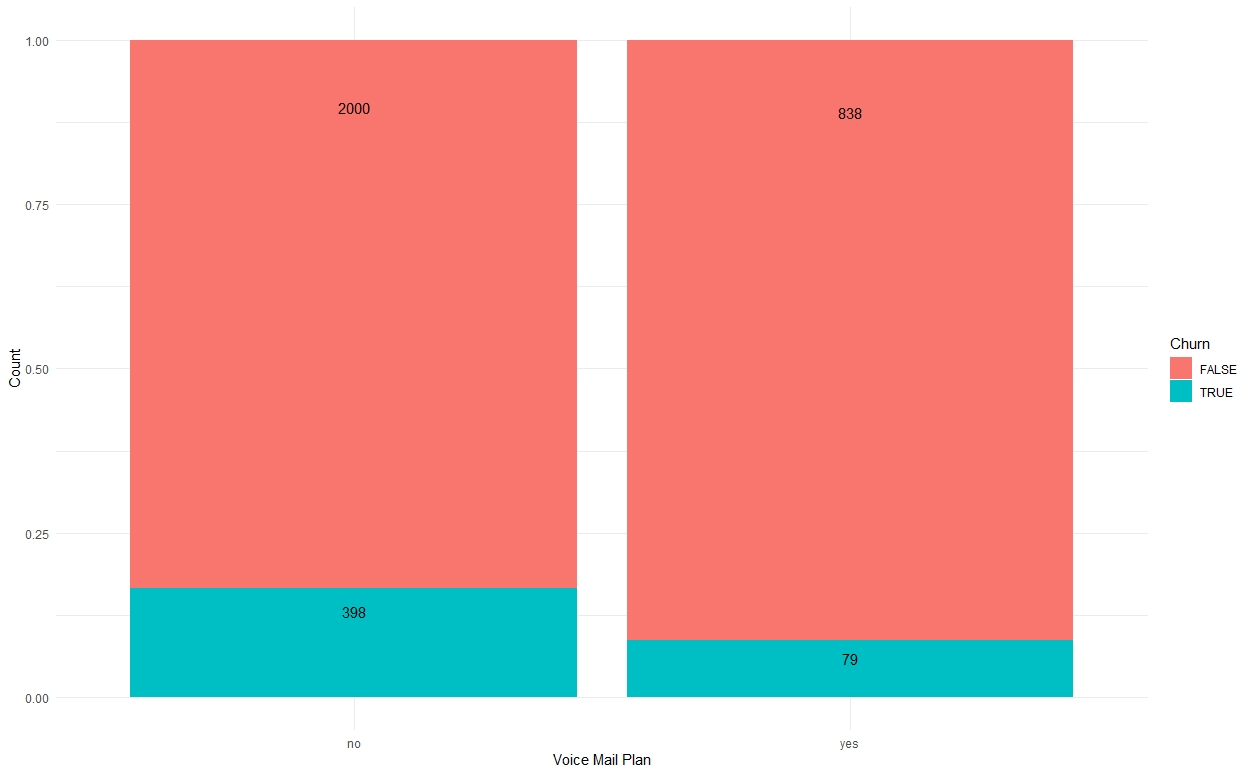 1.00
0.75
0.50
0.25
0.00
Count
2000
838
398
79
no
yes
Voice Mail Plan
Churn
FALSE
TRUE